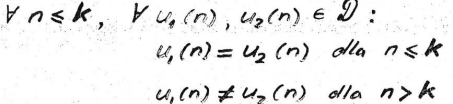 ∀ n ≤ k, ∀ u₁(n), u₂(n) ∈ 𝒟 :
u₁(n) = u₂(n) dla n ≤ k
u₁(n) ≠ u₂(n) dla n > k